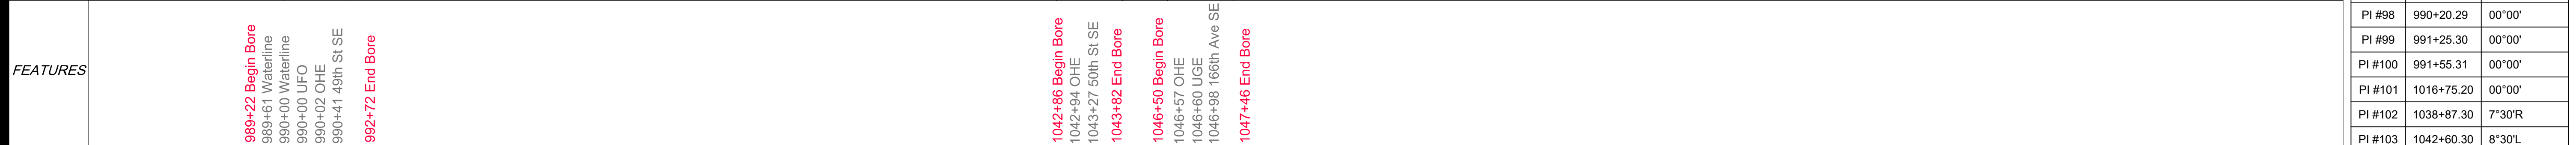 FEATURES
989+22 Begin Bore
989+61 Waterline
990+00 Waterline
990+00 UFO
990+02 OHE
990+41 49th St SE
992+72 End Bore
1042+86 Begin Bore
1042+94 OHE
1043+27 50th St SE
1043+82 End Bore
1046+50 Begin Bore
1046+57 OHE
1046+60 UGE
1046+98 166th Ave SE
1047+46 End Bore
PI #98 990+20.29 00°00'
PI #99 991+25.30 00°00'
PI #100 991+55.31 00°00'
PI #101 1016+75.20 00°00'
PI #102 1038+87.30 7°30'R
PI #103 1042+60.30 8°30'L